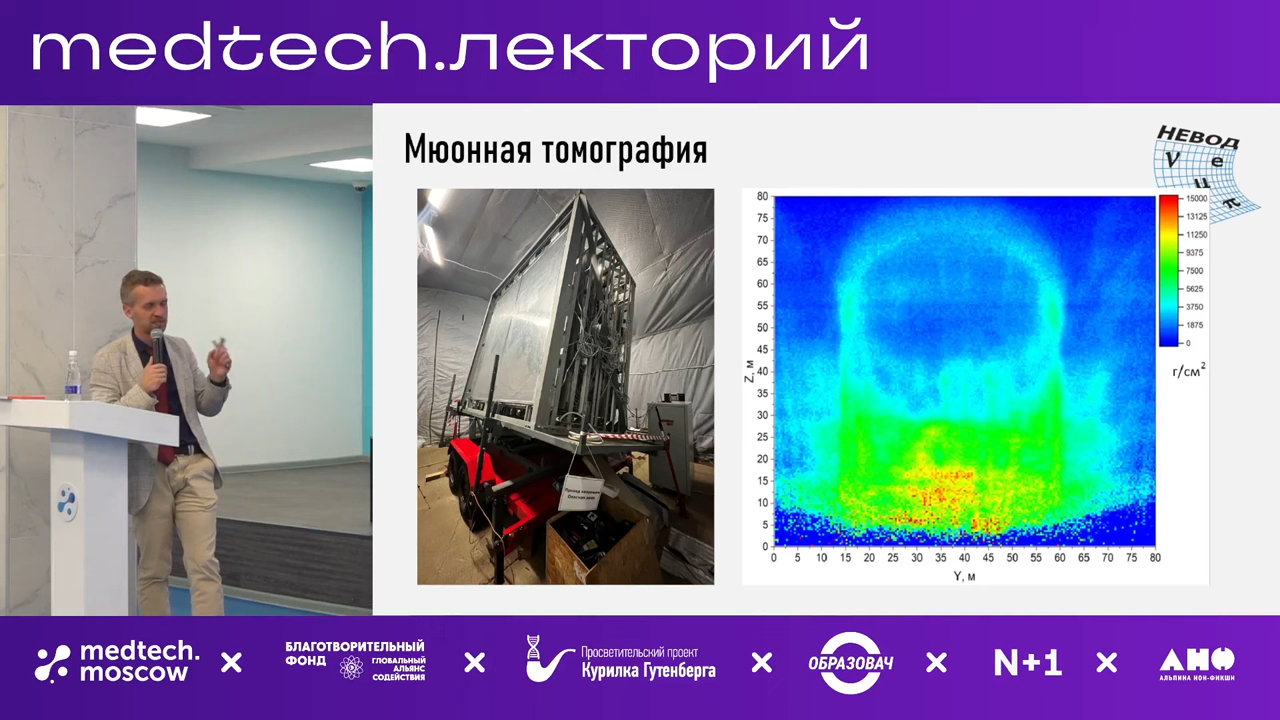 medtech.лекторий
Мюонная томография
НЕВОД
ν e
μ
π
80
75
70
65
60
55
50
45
40
35
30
25
20
15
10
5
0
Z, м
0 5 10 15 20 25 30 35 40 45 50 55 60 65 70 75 80
Y, м
15000
13125
11250
9375
7500
5625
3750
1875
0
г/см²
medtech.
moscow
БЛАГОТВОРИТЕЛЬНЫЙ
ФОНД
ГЛОБАЛЬНЫЙ
АЛЬЯНС
СОДЕЙСТВИЯ
Просветительский проект
Курилка Гутенберга
ОБРАЗОВАЧ
N+1
АНФ
АЛЬПИНА НОН-ФИКШН